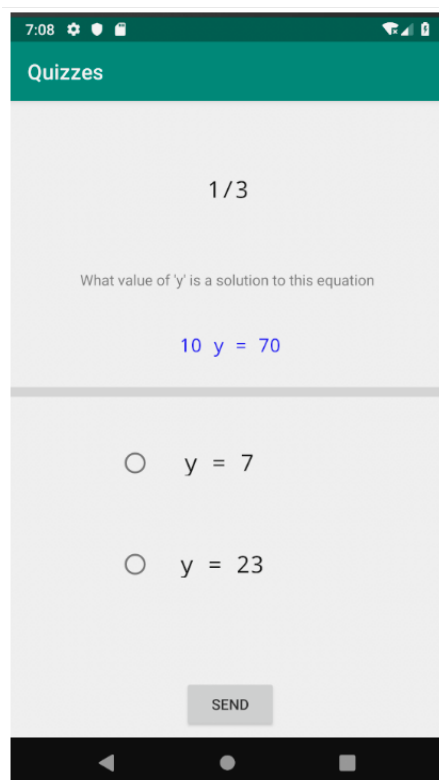 7:08
Quizzes
1/3
What value of 'y' is a solution to this equation
10 y = 70
y = 7
y = 23
SEND